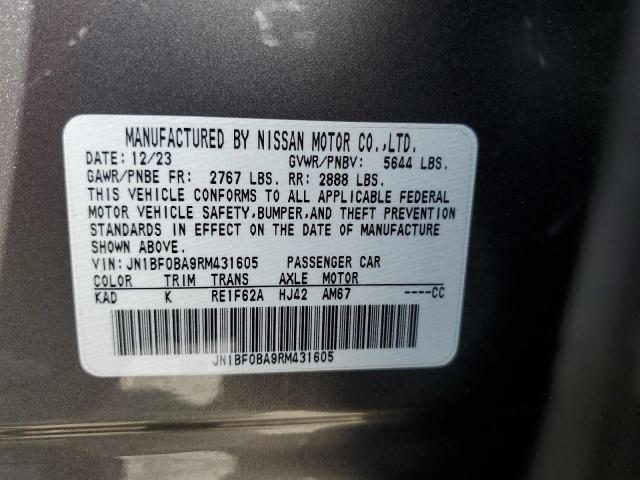 MANUFACTURED BY NISSAN MOTOR CO.,LTD.
DATE: 12/23 GVWR/PNBV: 5644 LBS.
GAWR/PNBE FR: 2767 LBS. RR: 2888 LBS.
THIS VEHICLE CONFORMS TO ALL APPLICABLE FEDERAL
MOTOR VEHICLE SAFETY,BUMPER,AND THEFT PREVENTION
STANDARDS IN EFFECT ON THE DATE OF MANUFACTURE
SHOWN ABOVE.
VIN: JN1BF0BA9RM431605 PASSENGER CAR
COLOR TRIM TRANS AXLE MOTOR
KAD K RE1F62A HJ42 AM67 ----CC
JN1BF0BA9RM431605